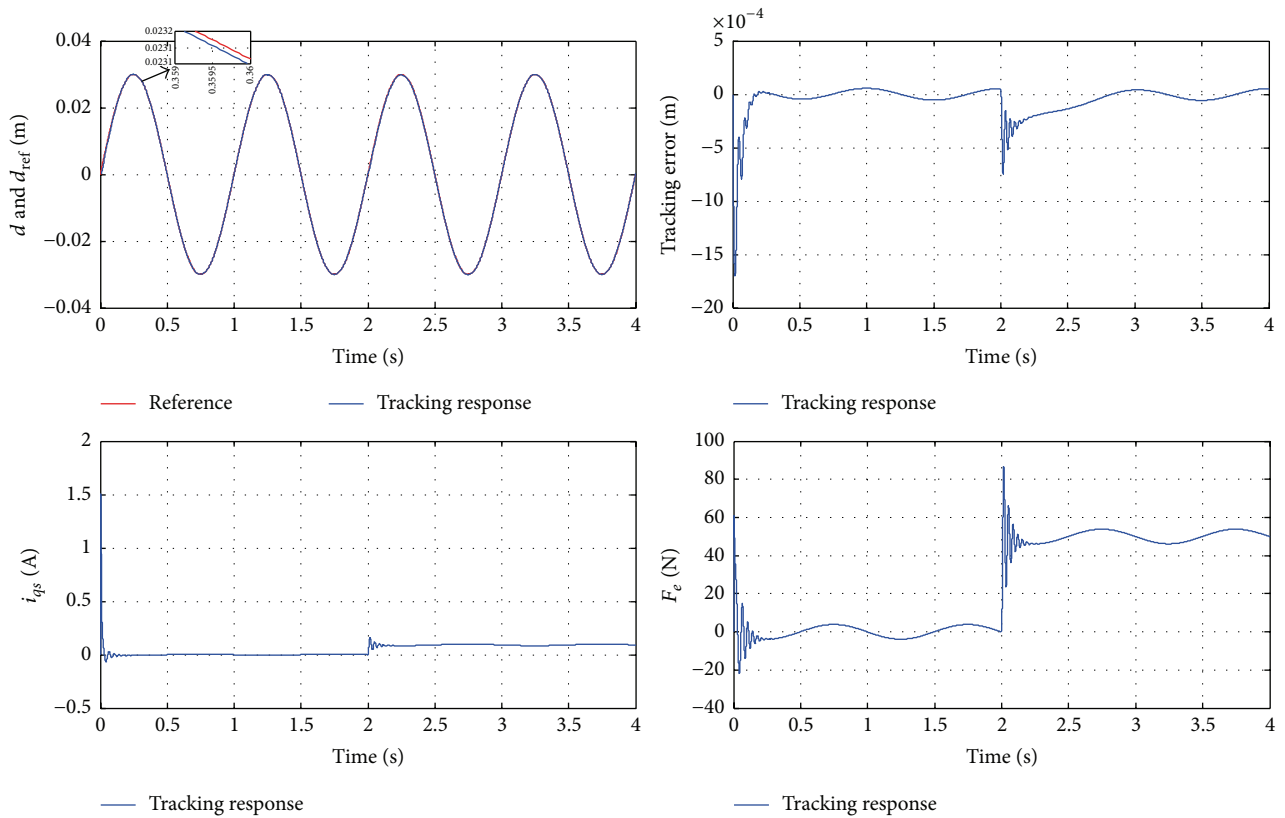 0.0232
0.0231
0.0231
0.359
0.3595
0.36
0.04
0.02
0
−0.02
−0.04
d and d_ref (m)
0 0.5 1 1.5 2 2.5 3 3.5 4
Time (s)
Reference Tracking response
×10⁻⁴
5
0
−5
−10
−15
−20
Tracking error (m)
0 0.5 1 1.5 2 2.5 3 3.5 4
Time (s)
Tracking response
2
1.5
1
0.5
0
−0.5
i_qs (A)
0 0.5 1 1.5 2 2.5 3 3.5 4
Time (s)
Tracking response
100
80
60
40
20
0
−20
−40
F_e (N)
0 0.5 1 1.5 2 2.5 3 3.5 4
Time (s)
Tracking response